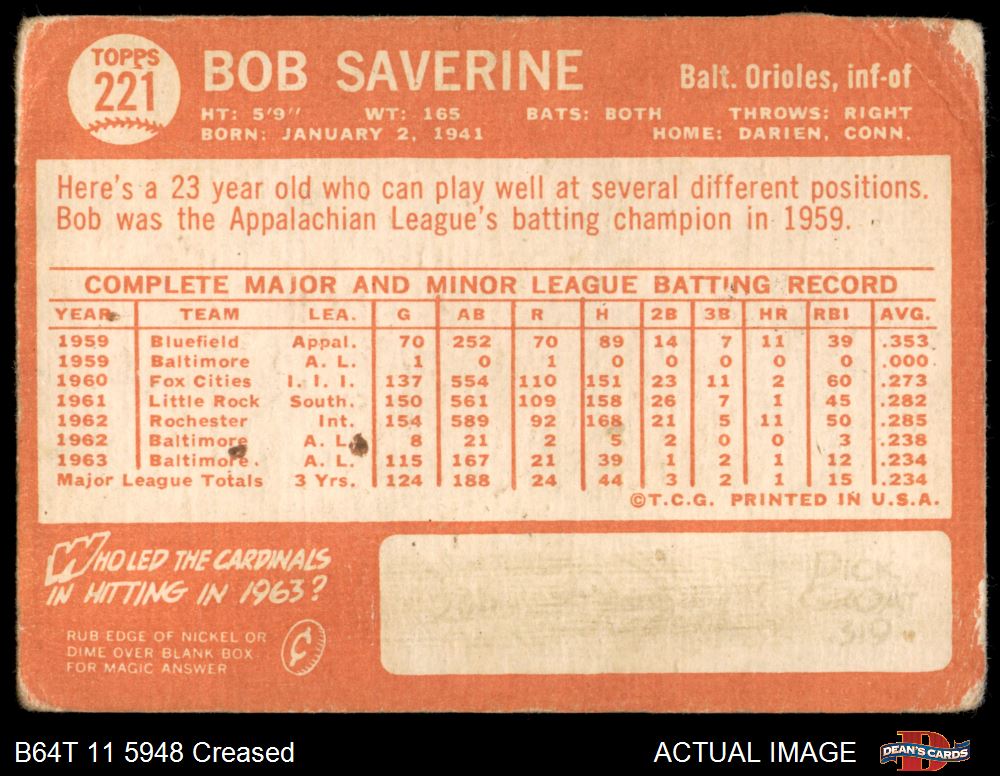 TOPPS
221
BOB SAVERINE
Balt. Orioles, inf-of
HT: 5'9" WT: 165 BATS: BOTH THROWS: RIGHT
BORN: JANUARY 2, 1941 HOME: DARIEN, CONN.
Here's a 23 year old who can play well at several different positions.
Bob was the Appalachian League's batting champion in 1959.
COMPLETE MAJOR AND MINOR LEAGUE BATTING RECORD
YEAR TEAM LEA. G AB R H 2B 3B HR RBI AVG.
1959 Bluefield Appal. 70 252 70 89 14 7 11 39 .353
1959 Baltimore A. L. 1 0 1 0 0 0 0 0 .000
1960 Fox Cities I. I. I. 137 554 110 151 23 11 2 60 .273
1961 Little Rock South. 150 561 109 158 26 7 1 45 .282
1962 Rochester Int. 154 589 92 168 21 5 11 50 .285
1962 Baltimore A. L. 8 21 2 5 2 0 0 3 .238
1963 Baltimore. A. L. 115 167 21 39 1 2 1 12 .234
Major League Totals 3 Yrs. 124 188 24 44 3 2 1 15 .234
©T.C.G. PRINTED IN U.S.A.
WHO LED THE CARDINALS
IN HITTING IN 1963?
RUB EDGE OF NICKEL OR
DIME OVER BLANK BOX
FOR MAGIC ANSWER
¢
DICK
GROAT
319
B64T 11 5948 Creased
ACTUAL IMAGE
DEAN'S CARDS